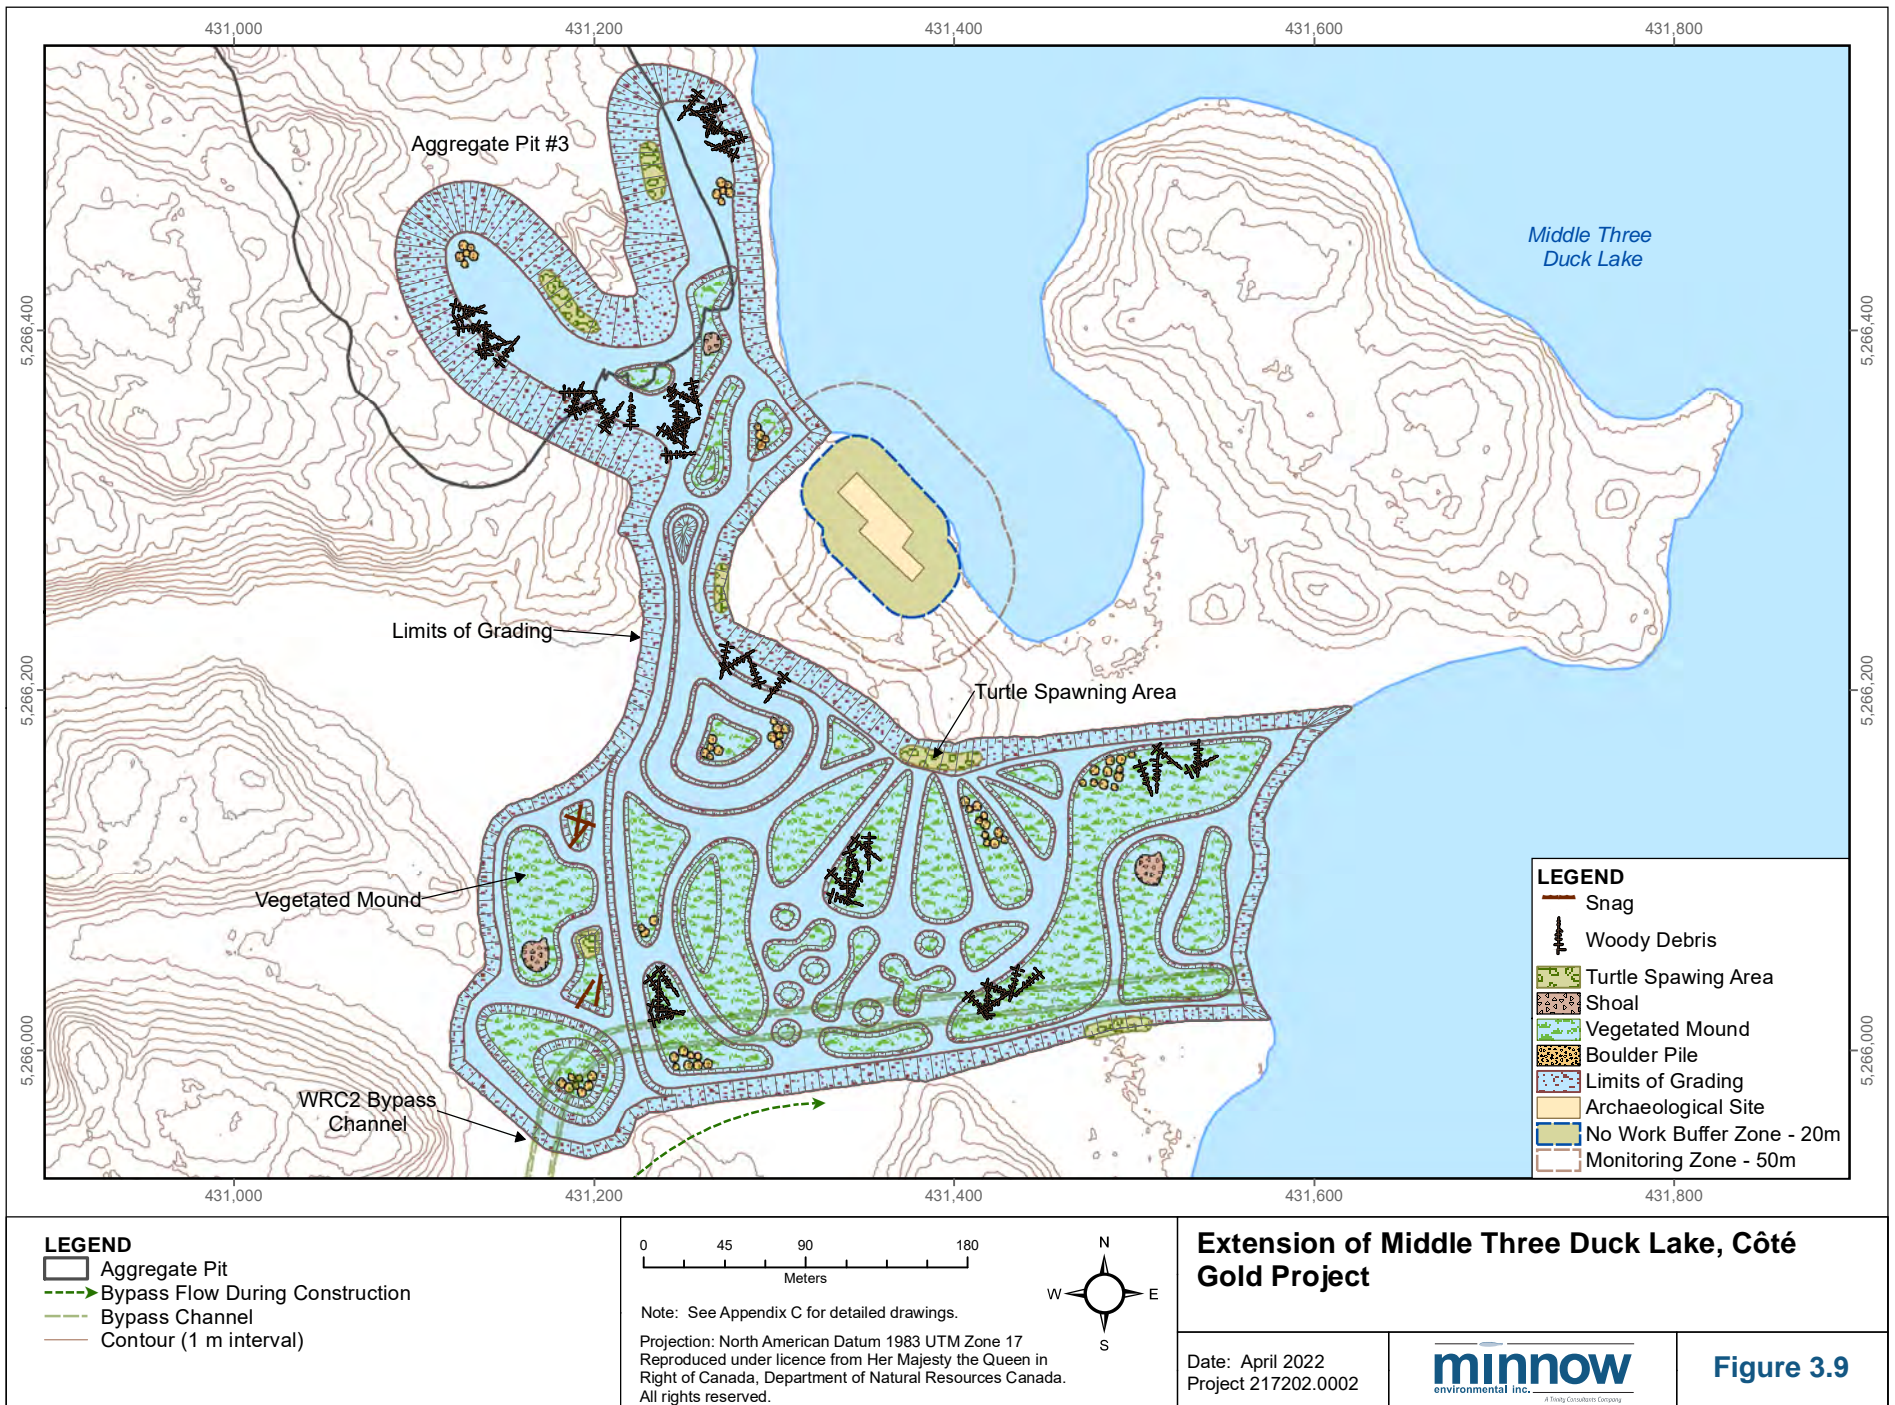 431,000
431,200
431,400
431,600
431,800
Aggregate Pit #3
Middle Three
Duck Lake
5,266,400
5,266,400
Limits of Grading
Turtle Spawning Area
5,266,200
5,266,200
Vegetated Mound
5,266,000
5,266,000
WRC2 Bypass
Channel
LEGEND
Snag
Woody Debris
Turtle Spawing Area
Shoal
Vegetated Mound
Boulder Pile
Limits of Grading
Archaeological Site
No Work Buffer Zone - 20m
Monitoring Zone - 50m
431,000
431,200
431,400
431,600
431,800
LEGEND
Aggregate Pit
Bypass Flow During Construction
Bypass Channel
Contour (1 m interval)
0 45 90 180
Meters
Note: See Appendix C for detailed drawings.
Projection: North American Datum 1983 UTM Zone 17
Reproduced under licence from Her Majesty the Queen in
Right of Canada, Department of Natural Resources Canada.
All rights reserved.
N
W E
S
Extension of Middle Three Duck Lake, Côté
Gold Project
Date: April 2022
Project 217202.0002
minnow
environmental inc.
A Trinity Consultants Company
Figure 3.9